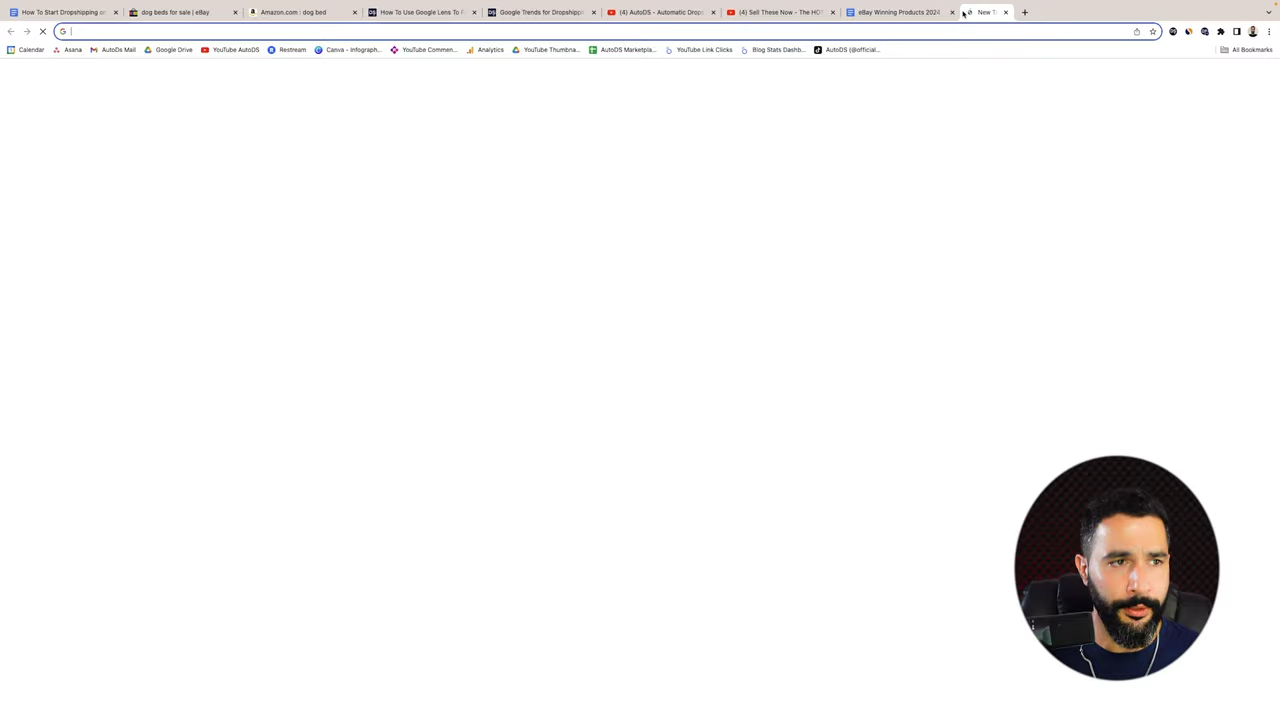 How To Start Dropshipping on
dog beds for sale | eBay
Amazon.com : dog bed
How To Use Google Lens To F
Google Trends for Dropshippi
(4) AutoDS - Automatic Drops
(4) Sell These Now - The HOT
eBay Winning Products 2024
New T
Calendar
Asana
AutoDs Mail
Google Drive
YouTube AutoDS
Restream
Canva - Infograph...
YouTube Commen...
Analytics
YouTube Thumbna...
AutoDS Marketpla...
YouTube Link Clicks
Blog Stats Dashb...
AutoDS (@official...
All Bookmarks